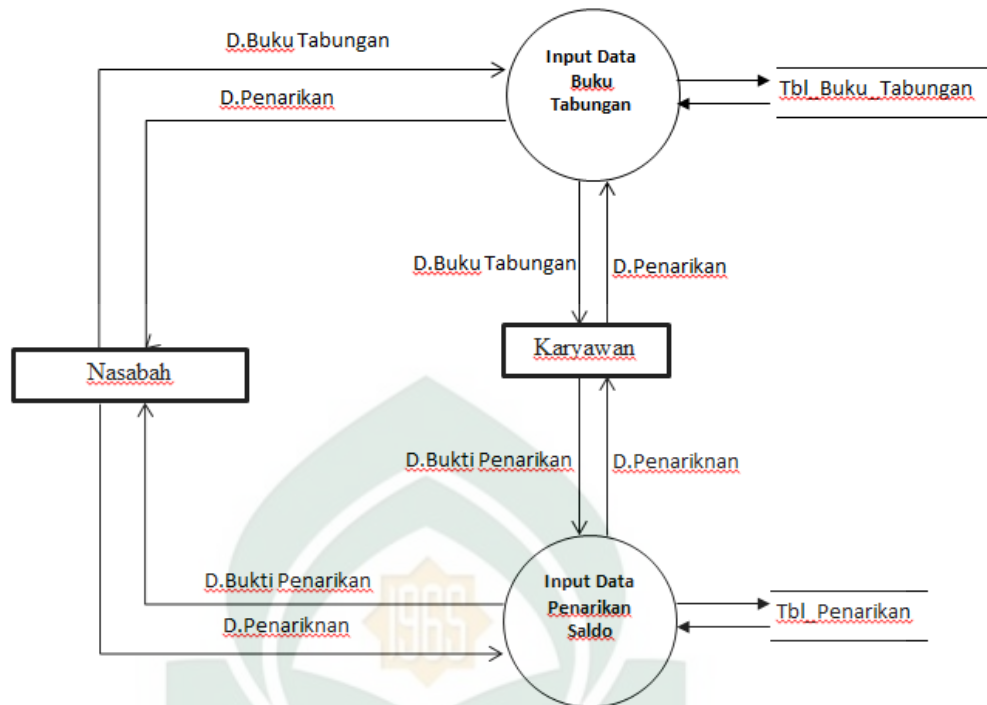 D.Buku Tabungan
Input Data
Buku
Tabungan
Tbl_Buku_Tabungan
D.Penarikan
D.Buku Tabungan
D.Penarikan
Nasabah
Karyawan
D.Bukti Penarikan
D.Penariknan
D.Bukti Penarikan
D.Penariknan
Input Data
Penarikan
Saldo
Tbl_Penarikan
1965